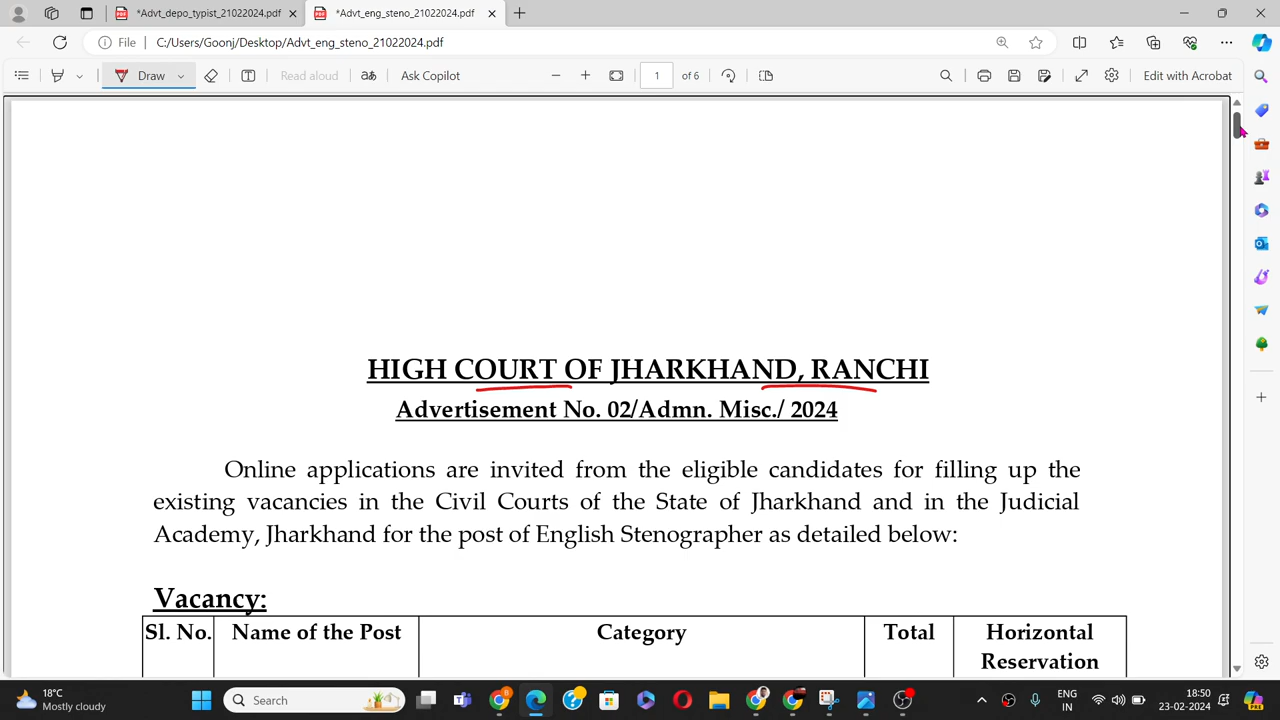 *Advt_depo_typist_21022024.pdf
*Advt_eng_steno_21022024.pdf
File
C:/Users/Goonj/Desktop/Advt_eng_steno_21022024.pdf
Draw
Read aloud
Ask Copilot
1 of 6
Edit with Acrobat
HIGH COURT OF JHARKHAND, RANCHI
Advertisement No. 02/Admn. Misc./ 2024
Online applications are invited from the eligible candidates for filling up the
existing vacancies in the Civil Courts of the State of Jharkhand and in the Judicial
Academy, Jharkhand for the post of English Stenographer as detailed below:
Vacancy:
Sl. No. Name of the Post Category Total Horizontal
Reservation
18°C
Mostly cloudy
Search
ENG
IN
18:50
23-02-2024